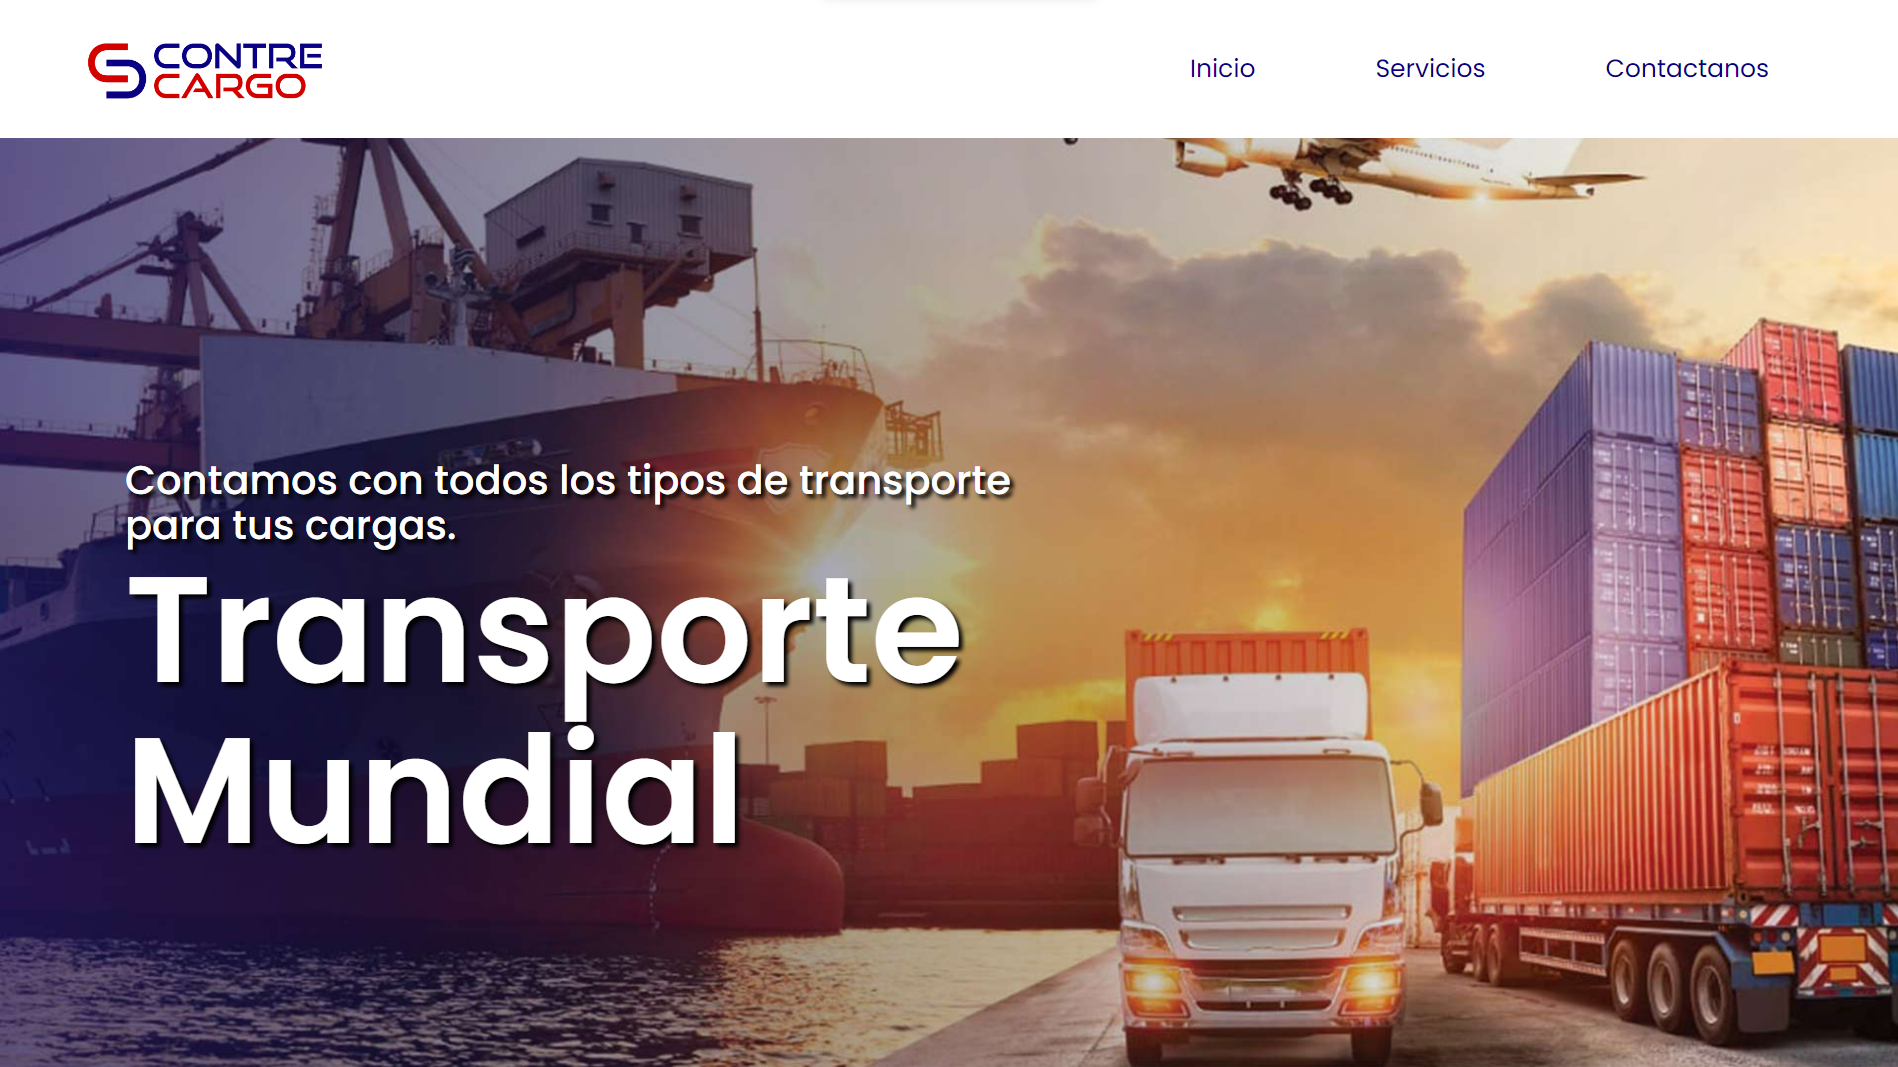 CONTRE
CARGO
Inicio
Servicios
Contactanos
Contamos con todos los tipos de transporte
para tus cargas.
Transporte
Mundial